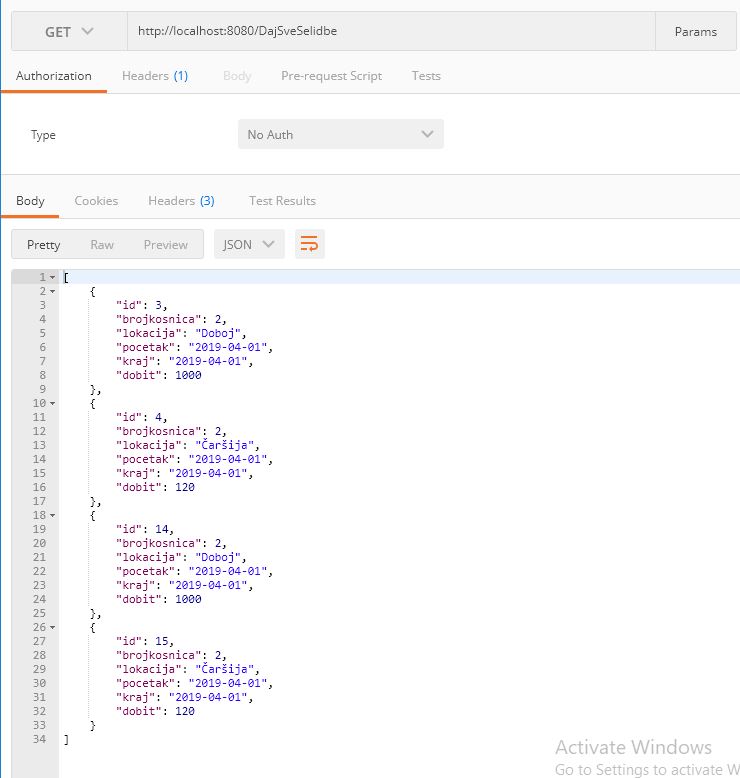 GET http://localhost:8080/DajSveSelidbe Params
Authorization Headers (1) Body Pre-request Script Tests
Type No Auth
Body Cookies Headers (3) Test Results
Pretty Raw Preview JSON
1 [
2 {
3 "id": 3,
4 "brojkosnica": 2,
5 "lokacija": "Doboj",
6 "pocetak": "2019-04-01",
7 "kraj": "2019-04-01",
8 "dobit": 1000
9 },
10 {
11 "id": 4,
12 "brojkosnica": 2,
13 "lokacija": "Čaršija",
14 "pocetak": "2019-04-01",
15 "kraj": "2019-04-01",
16 "dobit": 120
17 },
18 {
19 "id": 14,
20 "brojkosnica": 2,
21 "lokacija": "Doboj",
22 "pocetak": "2019-04-01",
23 "kraj": "2019-04-01",
24 "dobit": 1000
25 },
26 {
27 "id": 15,
28 "brojkosnica": 2,
29 "lokacija": "Čaršija",
30 "pocetak": "2019-04-01",
31 "kraj": "2019-04-01",
32 "dobit": 120
33 }
34 ]
Activate Windows
Go to Settings to activate W